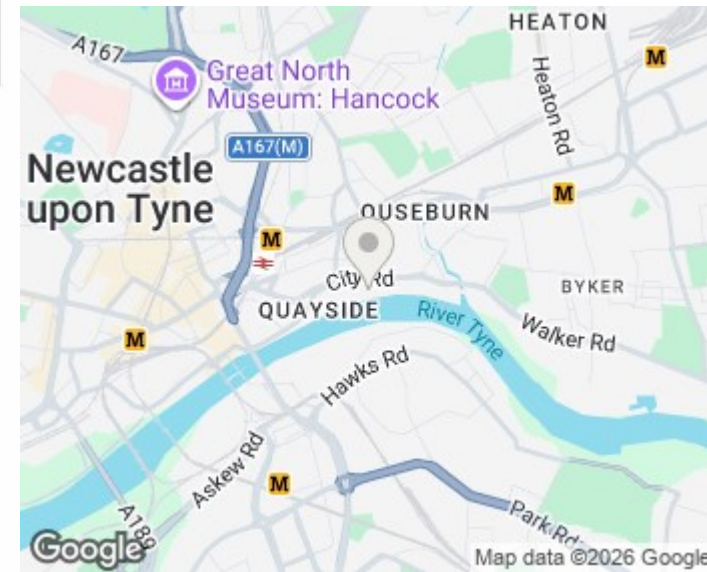 HEATON
A167
M
Great North
Museum: Hancock
Heaton Rd
A167(M)
Newcastle
upon Tyne
M
OUSEBURN
M
City Rd
BYKER
QUAYSIDE
River Tyne
Walker Rd
M
Hawks Rd
Askew Rd
M
A189
Park Rd
Google
Map data ©2026 Google